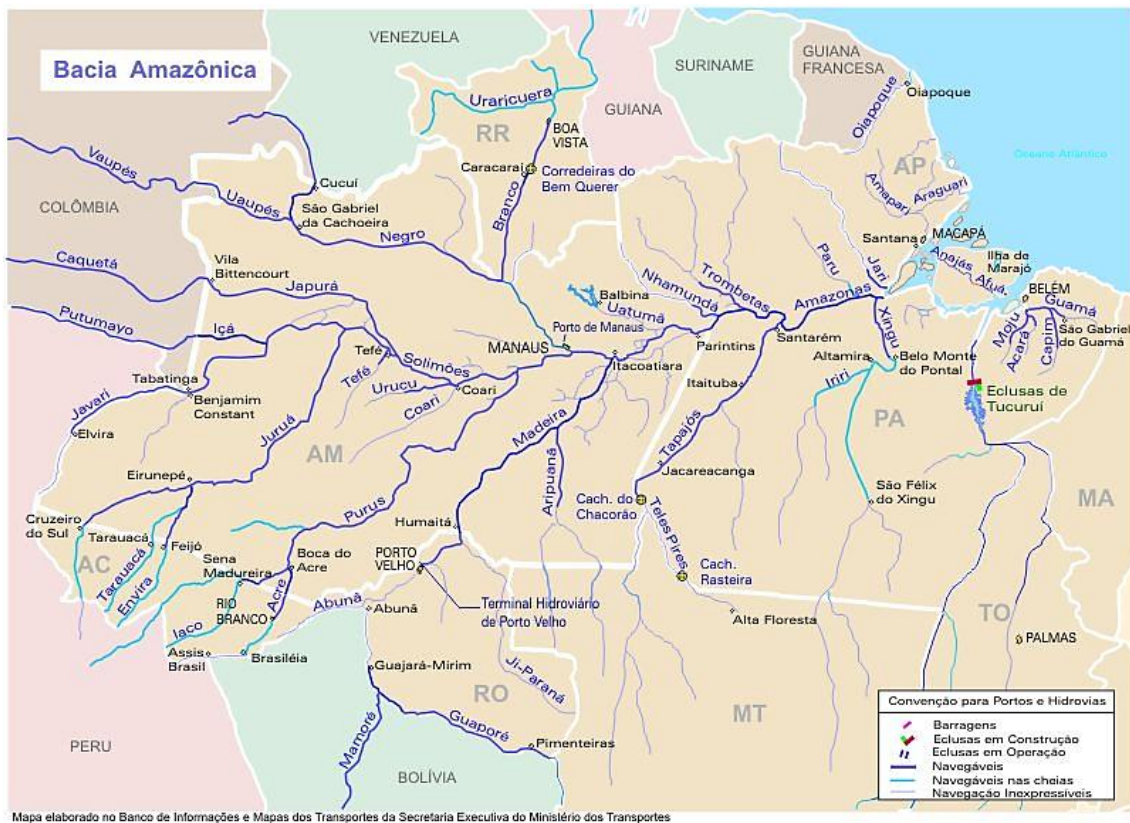 Bacia Amazônica
VENEZUELA
SURINAME
GUIANA
FRANCESA
GUIANA
COLÔMBIA
PERU
BOLÍVIA
Oceano Atlântico
RR
AP
AM
PA
MA
AC
RO
MT
TO
Uraricuera
BOA
VISTA
Caracaraí
Corredeiras do
Bem Querer
Branco
Oiapoque
Oiapoque
Amapari
Araguari
Santana
MACAPÁ
Anajás
Afuá
Ilha de
Marajó
BELÉM
Guamá
Moju
Acará
Capim
São Gabriel
do Guamá
Vaupés
Uaupés
Cucuí
São Gabriel
da Cachoeira
Negro
Caquetá
Vila
Bittencourt
Japurá
Putumayo
Içá
Tabatinga
Benjamim
Constant
Javari
Elvira
Tefé
Tefé
Solimões
Urucu
Coari
Coari
MANAUS
Porto de Manaus
Balbina
Uatumã
Nhamundá
Trombetas
Paru
Jari
Amazonas
Xingu
Itacoatiara
Parintins
Santarém
Altamira
Belo Monte
do Pontal
Iriri
Itaituba
Eclusas de
Tucuruí
Madeira
Tapajós
Juruá
Eirunepé
Aripuanã
Jacareacanga
Purus
Cach. do
Chacorão
São Félix
do Xingu
Teles Pires
Cach.
Rasteira
Humaitá
Cruzeiro
do Sul
Tarauacá
Tarauacá
Feijó
Envira
Sena
Madureira
Boca do
Acre
Acre
RIO
BRANCO
Iaco
Assis
Brasil
Brasiléia
PORTO
VELHO
Abunã
Abunã
Terminal Hidroviário
de Porto Velho
Alta Floresta
PALMAS
Guajará-Mirim
Ji-Paraná
Guaporé
Mamoré
Pimenteiras
Convenção para Portos e Hidrovias
Barragens
Eclusas em Construção
Eclusas em Operação
Navegáveis
Navegáveis nas cheias
Navegação Inexpressíveis
Mapa elaborado no Banco de Informações e Mapas dos Transportes da Secretaria Executiva do Ministério dos Transportes